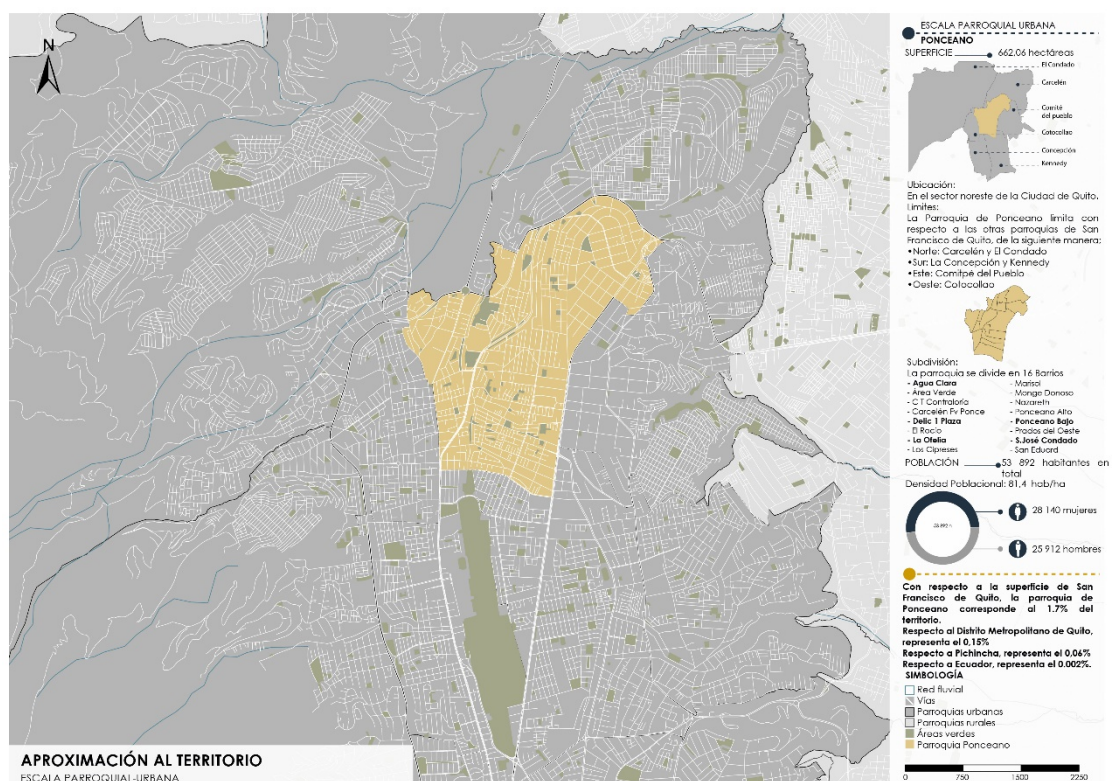 N
ESCALA PARROQUIAL URBANA
PONCEANO
SUPERFICIE 662.06 hectáreas
El Condado
Carcelén
Comité
del pueblo
Cotocollao
Concepción
Kennedy
Ubicación:
En el sector noreste de la Ciudad de Quito.
Límites:
La Parroquia de Ponceano limita con
respecto a las otras parroquias de San
Francisco de Quito, de la siguiente manera:
•Norte: Carcelén y El Condado
•Sur: La Concepción y Kennedy
•Este: Comitpé del Pueblo
•Oeste: Cotocollao
Subdivisión:
La parroquia se divide en 16 Barrios
- Agua Clara
- Área Verde
- C T Contraloría
- Carcelén Fv Ponce
- Delic 1 Plaza
- El Rocío
- La Ofelia
- Los Cipreses
- Marisol
- Monge Donoso
- Nazareth
- Ponceano Alto
- Ponceano Bajo
- Prados del Oeste
- S.José Condado
- San Eduard
POBLACIÓN 53 892 habitantes en
total
Densidad Poblacional: 81,4 hab/ha
28 140 mujeres
25 912 hombres
Con respecto a la superficie de San
Francisco de Quito, la parroquia de
Ponceano corresponde al 1.7% del
territorio.
Respecto al Distrito Metropolitano de Quito,
representa el 0,15%
Respecto a Pichincha, representa el 0,06%
Respecto a Ecuador, representa el 0.002%.
SIMBOLOGÍA
Red fluvial
Vías
Parroquias urbanas
Parroquias rurales
Áreas verdes
Parroquia Ponceano
0 750 1500 2250
APROXIMACIÓN AL TERRITORIO
ESCALA PARROQUIAL-URBANA